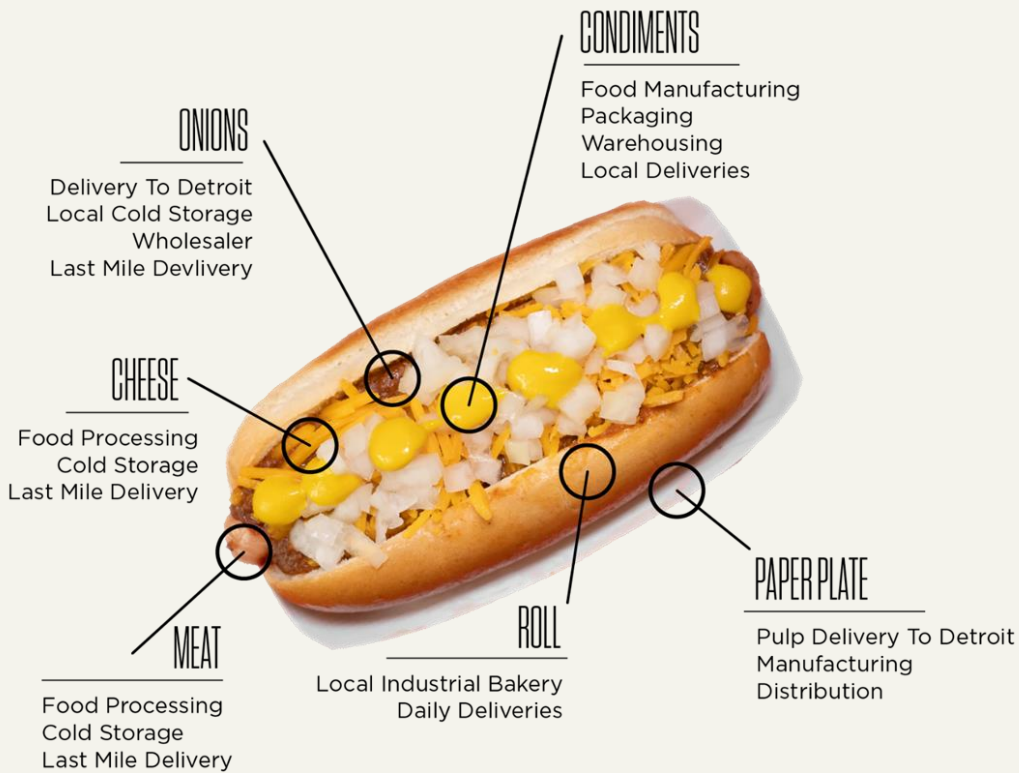 CONDIMENTS
Food Manufacturing
Packaging
Warehousing
Local Deliveries
ONIONS
Delivery To Detroit
Local Cold Storage
Wholesaler
Last Mile Devlivery
CHEESE
Food Processing
Cold Storage
Last Mile Delivery
MEAT
Food Processing
Cold Storage
Last Mile Delivery
ROLL
Local Industrial Bakery
Daily Deliveries
PAPER PLATE
Pulp Delivery To Detroit
Manufacturing
Distribution